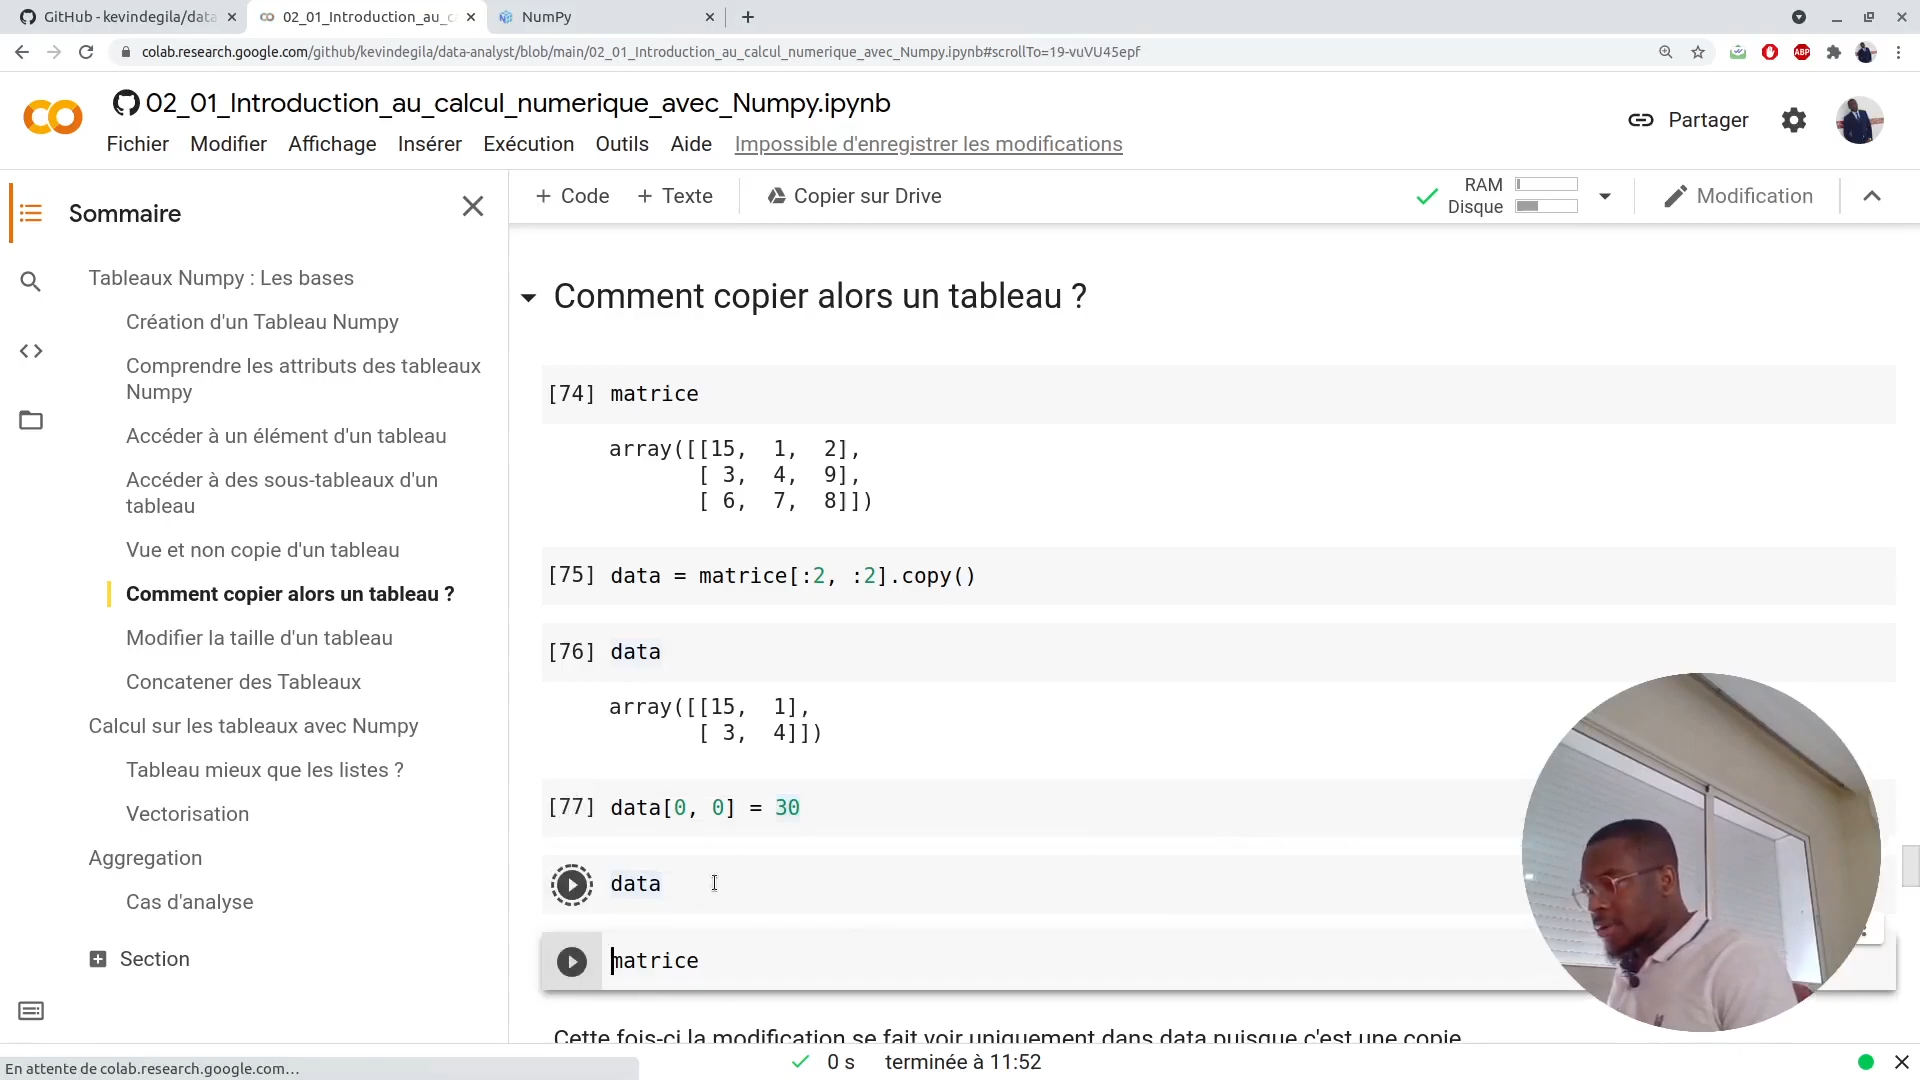 GitHub - kevindegila/data
02_01_Introduction_au_c
NumPy
colab.research.google.com/github/kevindegila/data-analyst/blob/main/02_01_Introduction_au_calcul_numerique_avec_Numpy.ipynb#scrollTo=19-vuVU45epf
ABP
02_01_Introduction_au_calcul_numerique_avec_Numpy.ipynb
Partager
Fichier Modifier Affichage Insérer Exécution Outils Aide Impossible d'enregistrer les modifications
Sommaire
+ Code + Texte Copier sur Drive
RAM
Disque
Modification
Tableaux Numpy : Les bases
Création d'un Tableau Numpy
Comprendre les attributs des tableaux
Numpy
Accéder à un élément d'un tableau
Accéder à des sous-tableaux d'un
tableau
Vue et non copie d'un tableau
Comment copier alors un tableau ?
Modifier la taille d'un tableau
Concatener des Tableaux
Calcul sur les tableaux avec Numpy
Tableau mieux que les listes ?
Vectorisation
Aggregation
Cas d'analyse
Section
Comment copier alors un tableau ?
[74] matrice
array([[15, 1, 2],
[ 3, 4, 9],
[ 6, 7, 8]])
[75] data = matrice[:2, :2].copy()
[76] data
array([[15, 1],
[ 3, 4]])
[77] data[0, 0] = 30
data
matrice
Cette fois-ci la modification se fait voir uniquement dans data puisque c'est une copie
En attente de colab.research.google.com…
0 s terminée à 11:52